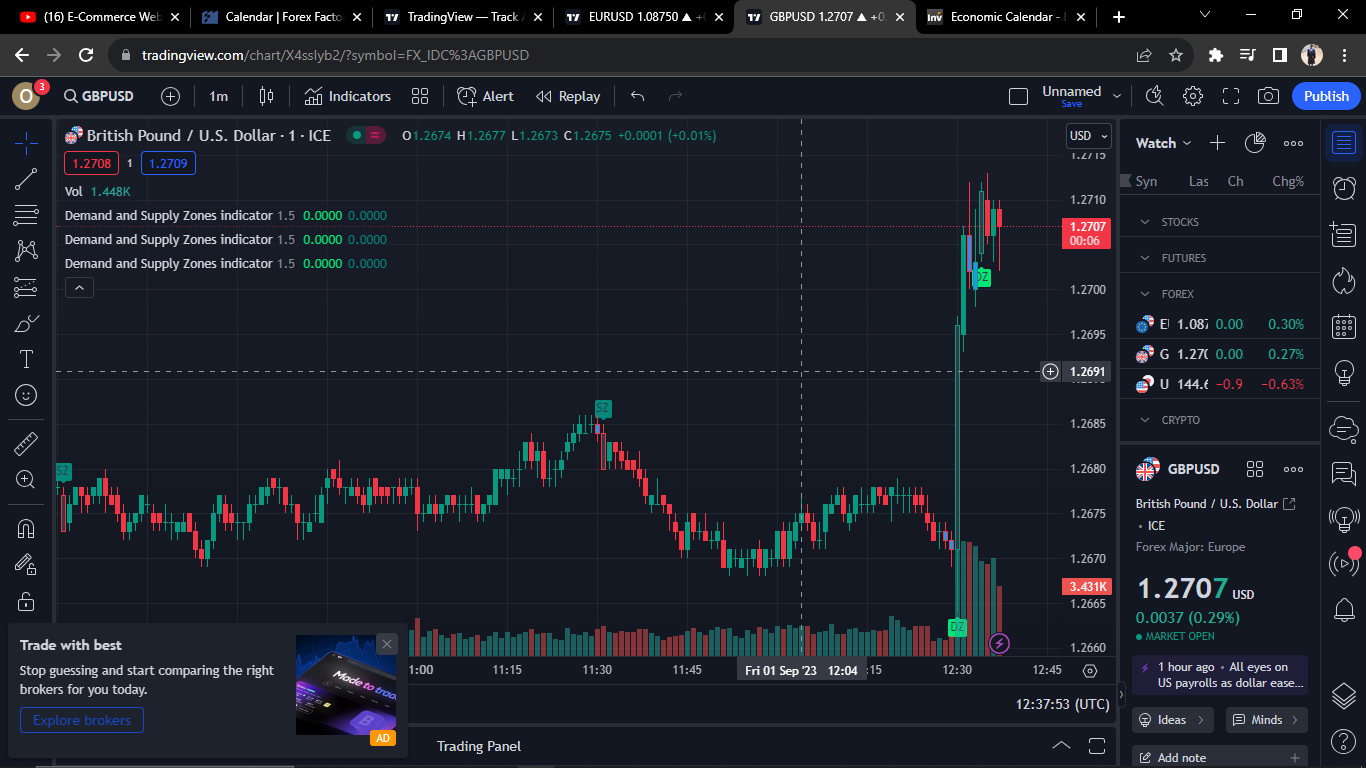 (16) E-Commerce Web
Calendar | Forex Facto
TradingView — Track A
EURUSD 1.08750 ▲ +0
GBPUSD 1.2707 ▲ +0.
Economic Calendar -
tradingview.com/chart/X4sslyb2/?symbol=FX_IDC%3AGBPUSD
O 3 GBPUSD 1m Indicators Alert Replay Unnamed Save Publish
British Pound / U.S. Dollar · 1 · ICE O1.2674 H1.2677 L1.2673 C1.2675 +0.0001 (+0.01%) USD
1.2708 1 1.2709
Vol 1.448K
Demand and Supply Zones indicator 1.5 0.0000 0.0000
Demand and Supply Zones indicator 1.5 0.0000 0.0000
Demand and Supply Zones indicator 1.5 0.0000 0.0000
1.2715
1.2710
1.2707
00:06
1.2700
1.2695
1.2691
1.2685
1.2680
1.2675
1.2670
3.431K
1.2665
1.2660
SZ
SZ
DZ
DZ
11:15 11:30 11:45 Fri 01 Sep '23 12:04 12:30 12:45
12:37:53 (UTC)
Trading Panel
Trade with best
Stop guessing and start comparing the right
brokers for you today.
Explore brokers
Made to trad
AD
Watch
Syn Las Ch Chg%
STOCKS
FUTURES
FOREX
1.087 0.00 0.30%
G 1.270 0.00 0.27%
U 144.6 −0.9 −0.63%
CRYPTO
GBPUSD
British Pound / U.S. Dollar
• ICE
Forex Major: Europe
1.2707 USD
0.0037 (0.29%)
MARKET OPEN
1 hour ago • All eyes on
US payrolls as dollar ease...
Ideas Minds
Add note